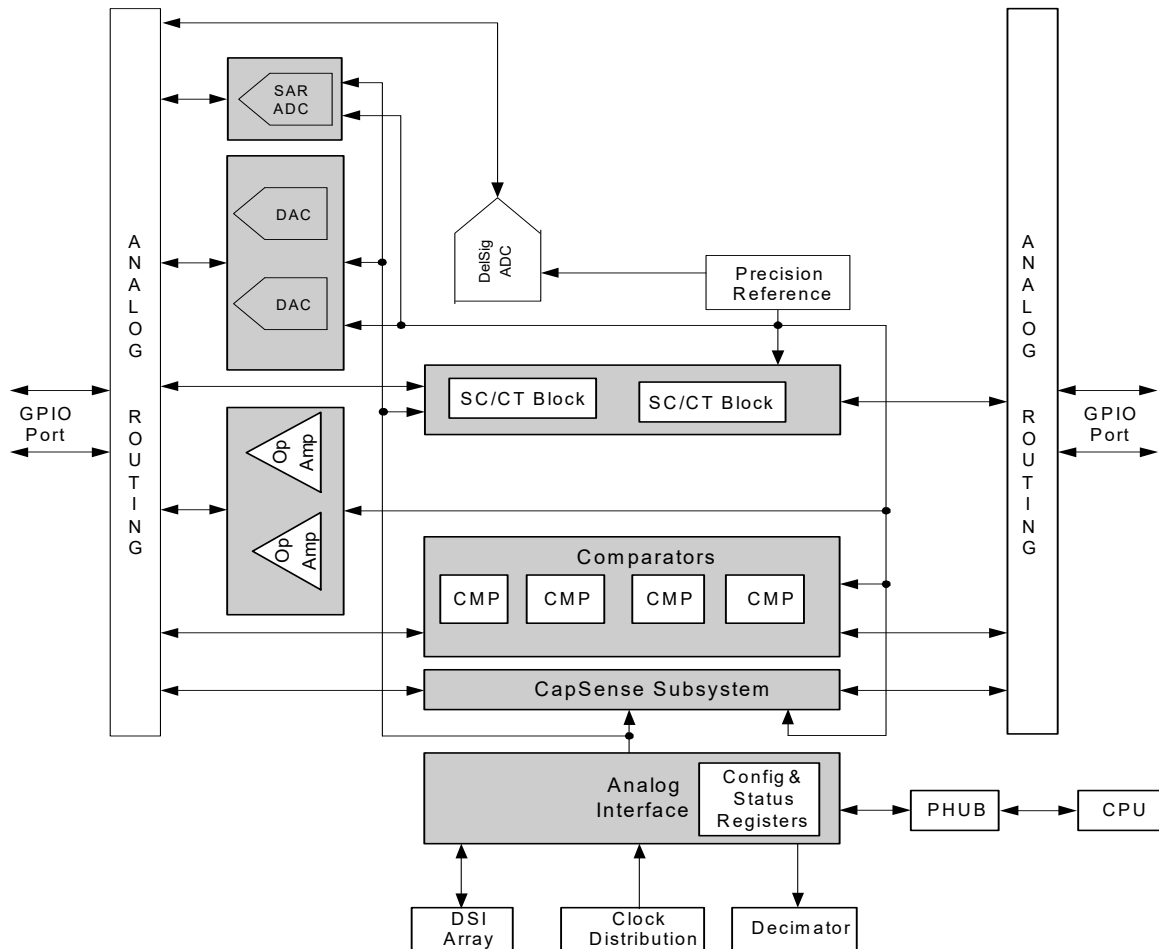 SAR
ADC
DAC
DAC
DelSig
ADC
Precision
Reference
ANALOG
ROUTING
ANALOG
ROUTING
GPIO
Port
GPIO
Port
SC/CT Block
SC/CT Block
Op
Amp
Op
Amp
Comparators
CMP
CMP
CMP
CMP
CapSense Subsystem
Analog
Interface
Config &
Status
Registers
PHUB
CPU
DSI
Array
Clock
Distribution
Decimator